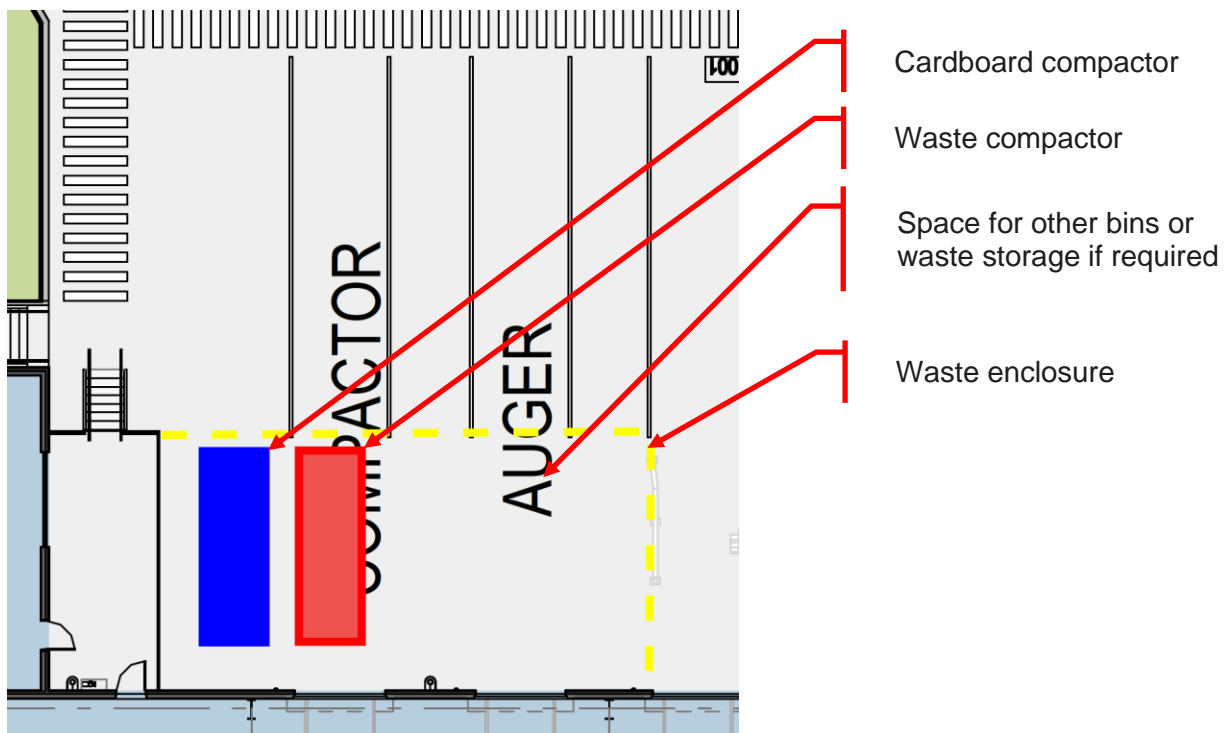 Cardboard compactor
Waste compactor
Space for other bins or
waste storage if required
Waste enclosure
COMPACTOR
AUGER